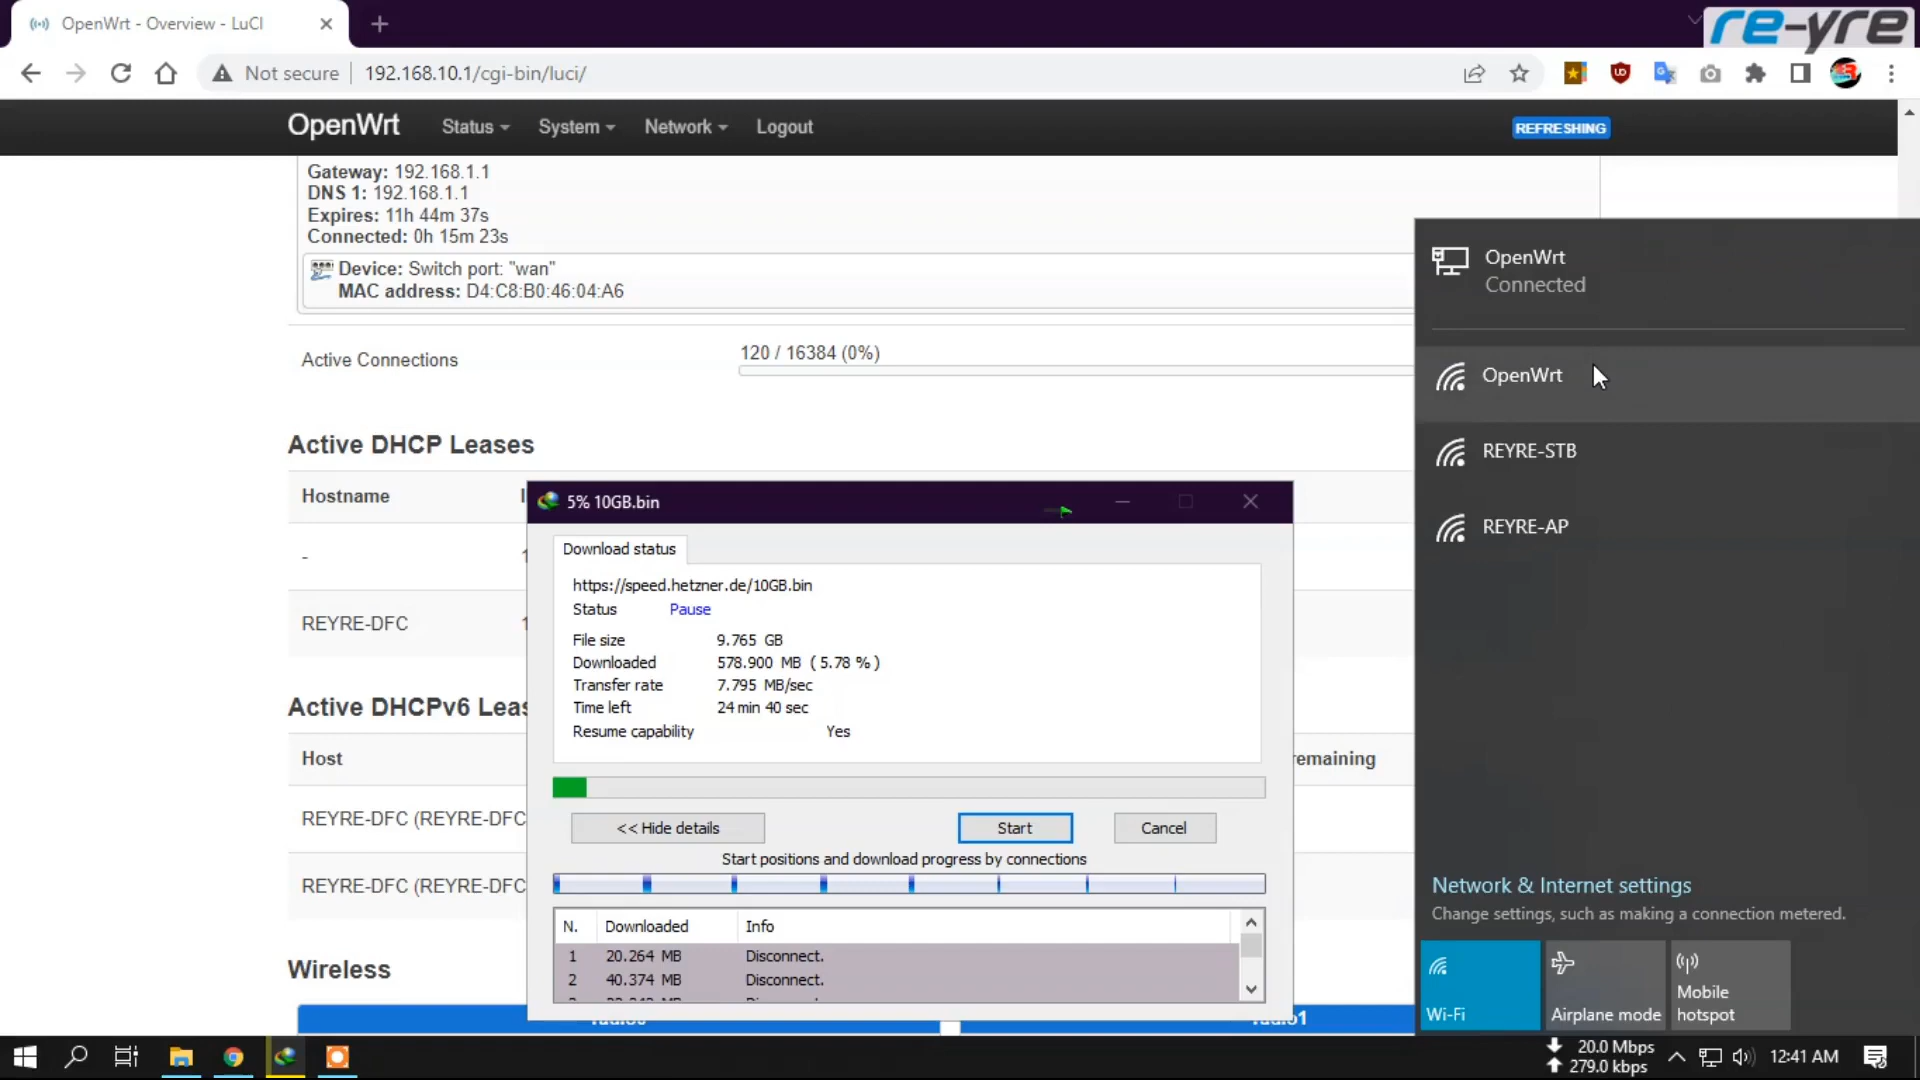 OpenWrt - Overview - LuCI
re-yre
Not secure
192.168.10.1/cgi-bin/luci/
OpenWrt
Status
System
Network
Logout
REFRESHING
Gateway: 192.168.1.1
DNS 1: 192.168.1.1
Expires: 11h 44m 37s
Connected: 0h 15m 23s
Device: Switch port: "wan"
MAC address: D4:C8:B0:46:04:A6
Active Connections
120 / 16384 (0%)
Active DHCP Leases
Hostname
-
REYRE-DFC
Active DHCPv6 Leas
Host
remaining
REYRE-DFC (REYRE-DFC
REYRE-DFC (REYRE-DFC
Wireless
5% 10GB.bin
Download status
https://speed.hetzner.de/10GB.bin
Status Pause
File size 9.765 GB
Downloaded 578.900 MB ( 5.78 % )
Transfer rate 7.795 MB/sec
Time left 24 min 40 sec
Resume capability Yes
<< Hide details
Start
Cancel
Start positions and download progress by connections
N. Downloaded Info
1 20.264 MB Disconnect.
2 40.374 MB Disconnect.
OpenWrt
Connected
OpenWrt
REYRE-STB
REYRE-AP
Network & Internet settings
Change settings, such as making a connection metered.
Wi-Fi
Airplane mode
Mobile
hotspot
20.0 Mbps
279.0 kbps
12:41 AM